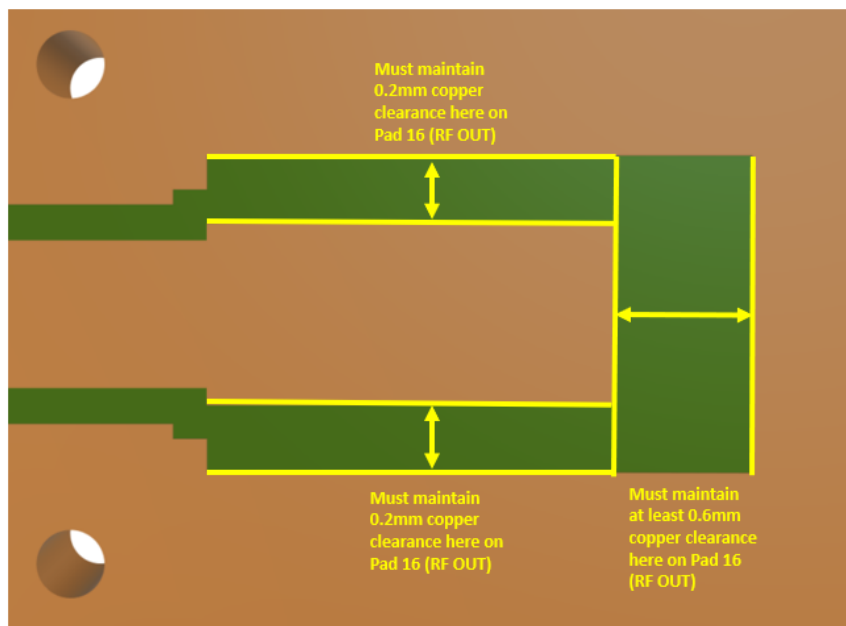 Must maintain
0.2mm copper
clearance here on
Pad 16 (RF OUT)
Must maintain
0.2mm copper
clearance here on
Pad 16 (RF OUT)
Must maintain
at least 0.6mm
copper clearance
here on Pad 16
(RF OUT)